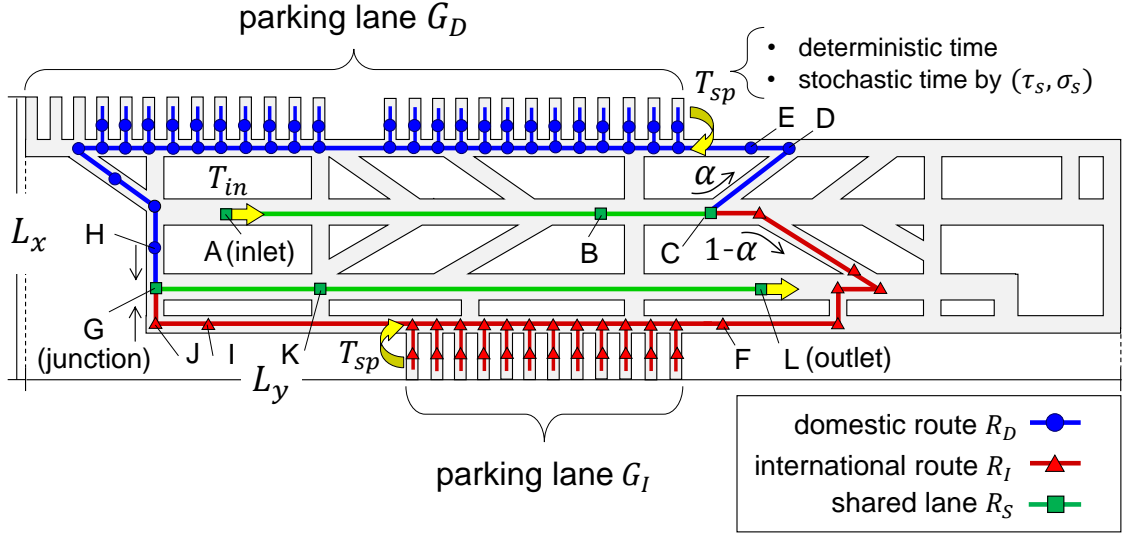 parking lane G_D
• deterministic time
• stochastic time by (τ_s, σ_s)
T_sp
E
D
T_in
α
L_x
H
A (inlet)
B
C
1-α
G
(junction)
J
I
K
T_sp
F
L (outlet)
L_y
parking lane G_I
domestic route R_D
international route R_I
shared lane R_S